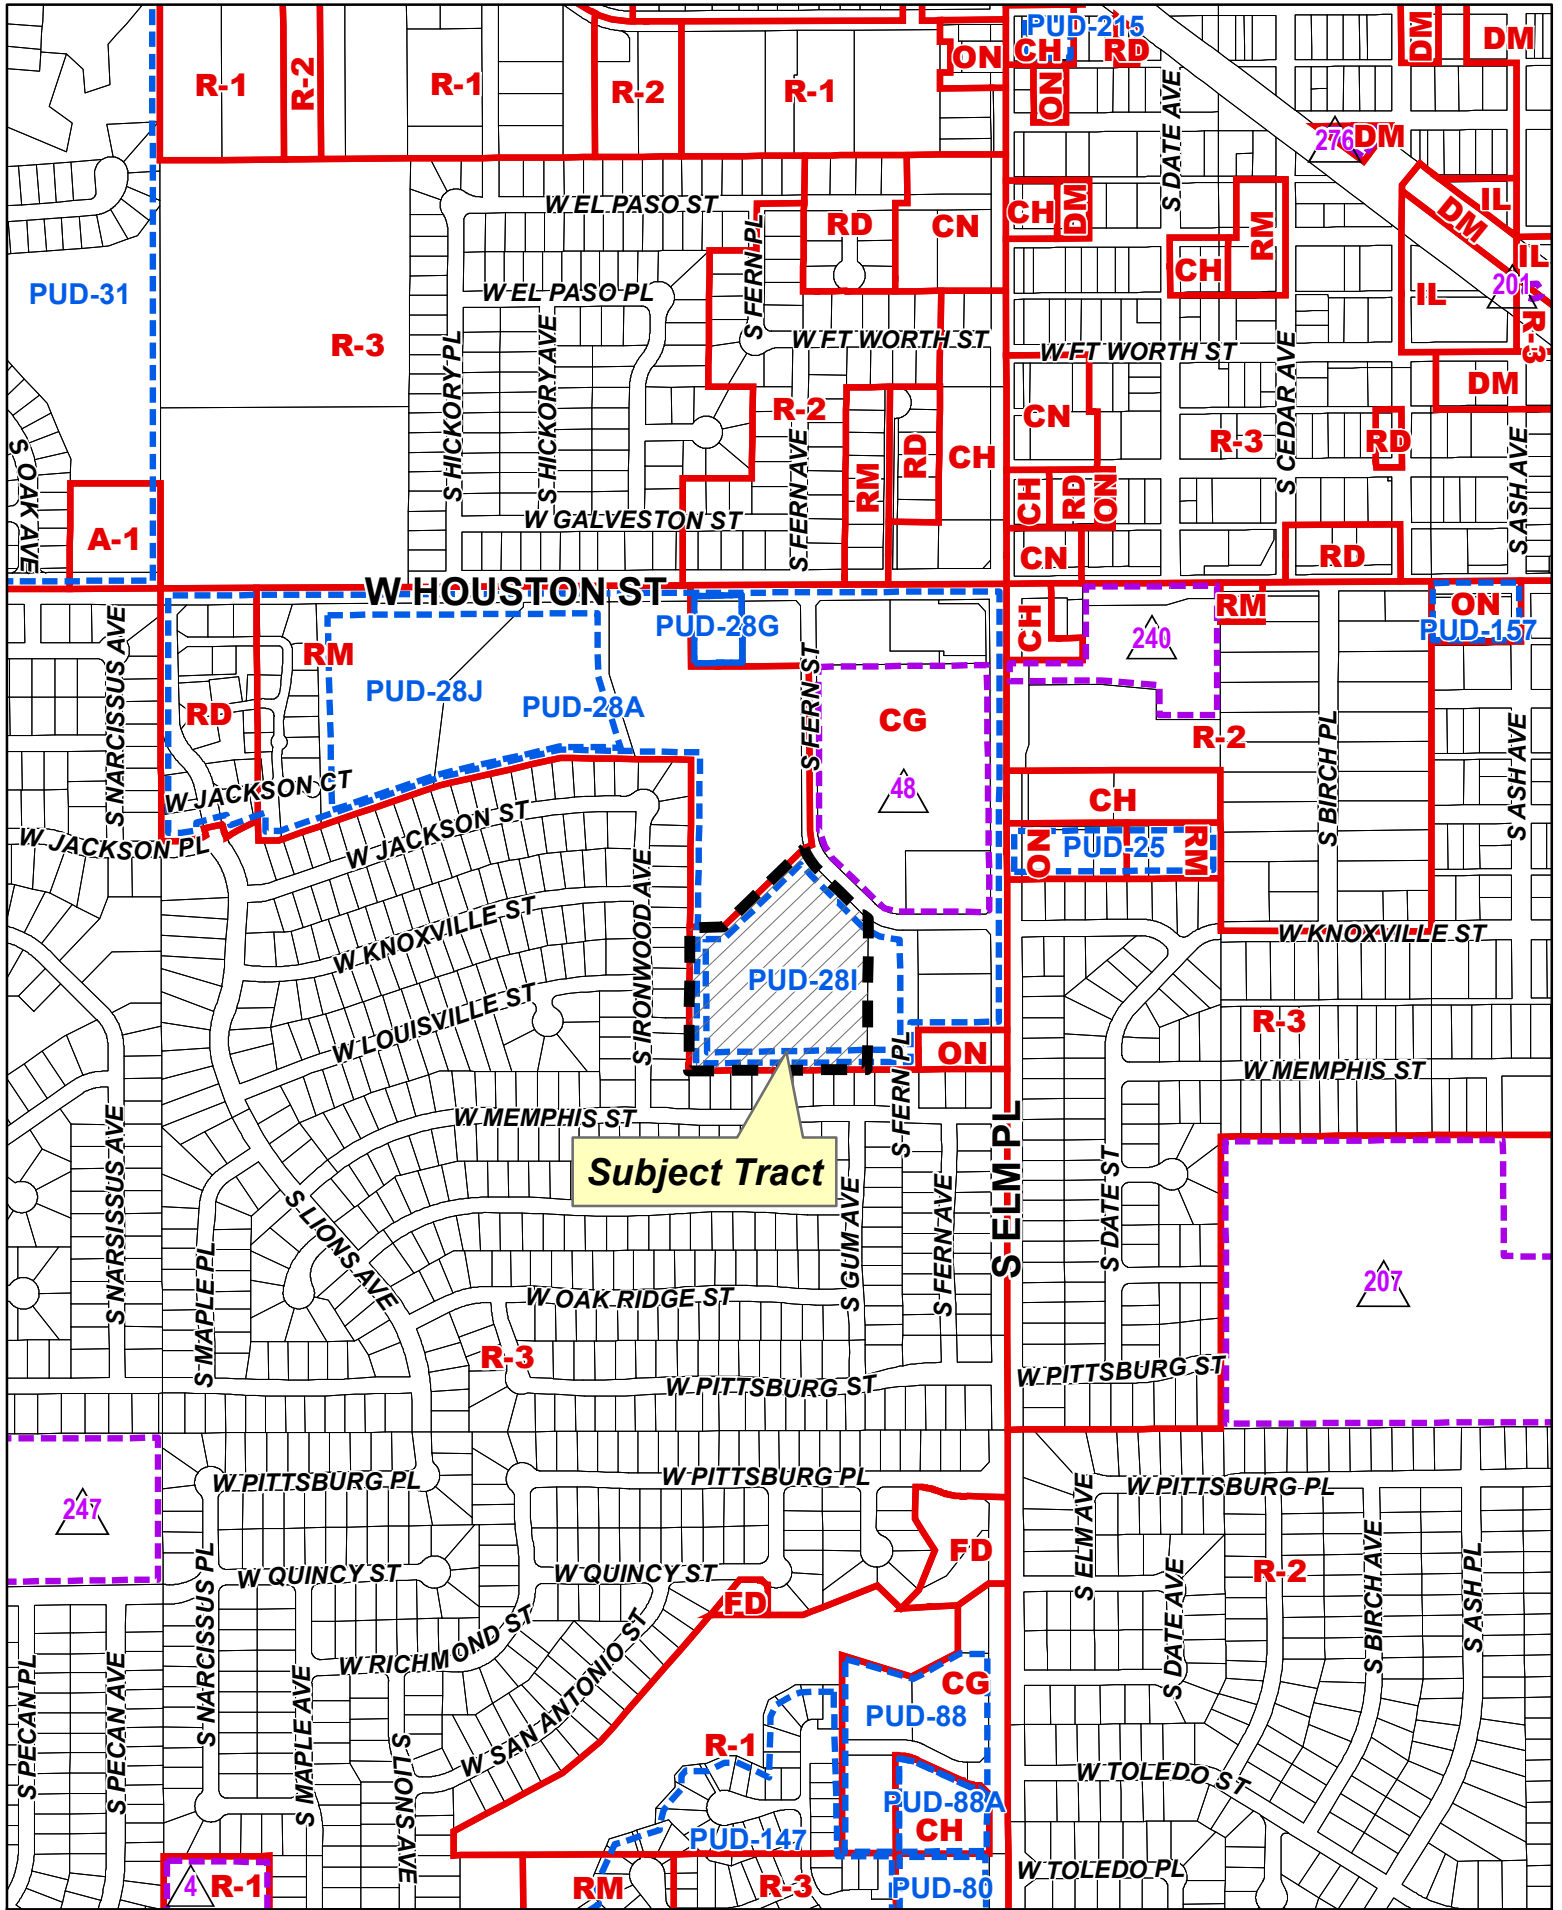 PUD-215
ON
CH
RD
DM
DM
R-1
R-2
R-1
R-2
R-1
ON
S DATE AVE
276
DM
W EL PASO ST
RD
CN
CH
DM
RM
IL
DM
S FERN PL
CH
IL
201
IL
R-3
PUD-31
W EL PASO PL
R-3
S HICKORY PL
S HICKORY AVE
W FT WORTH ST
W FT WORTH ST
S CEDAR AVE
DM
R-2
CN
R-3
RD
S OAK AVE
S FERN AVE
RM
RD
CH
CH
RD
ON
S ASH AVE
A-1
W GALVESTON ST
CN
RD
W HOUSTON ST
S NARCISSUS AVE
PUD-28G
CH
240
RM
ON
PUD-157
RM
PUD-28J
PUD-28A
RD
S FERN ST
CG
R-2
S BIRCH PL
S ASH AVE
W JACKSON CT
48
CH
W JACKSON PL
W JACKSON ST
ON
PUD-25
RM
S IRONWOOD AVE
W KNOXVILLE ST
W KNOXVILLE ST
PUD-28I
W LOUISVILLE ST
R-3
S FERN PL
ON
W MEMPHIS ST
W MEMPHIS ST
S NARSISSUS AVE
Subject Tract
S ELM PL
S DATE ST
S MAPLE PL
S LIONS AVE
S GUM AVE
S FERN AVE
207
W OAK RIDGE ST
R-3
W PITTSBURG ST
W PITTSBURG ST
247
W PITTSBURG PL
W PITTSBURG PL
W PITTSBURG PL
S ELM AVE
FD
W QUINCY ST
W QUINCY ST
R-2
S NARCISSUS PL
FD
S DATE AVE
S BIRCH AVE
S ASH PL
W RICHMOND ST
W SAN ANTONIO ST
S PECAN PL
S PECAN AVE
S MAPLE AVE
S LIONS AVE
CG
PUD-88
R-1
W TOLEDO ST
PUD-88A
CH
PUD-147
4
R-1
RM
R-3
PUD-80
W TOLEDO PL